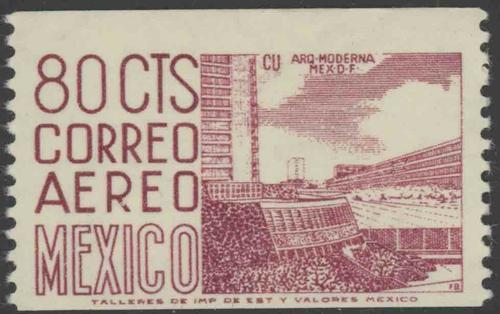 80 CTS
CORREO
AEREO
MEXICO
CU ARQ-MODERNA
MEX-D-F-
TALLERES DE IMP DE EST Y VALORES MEXICO